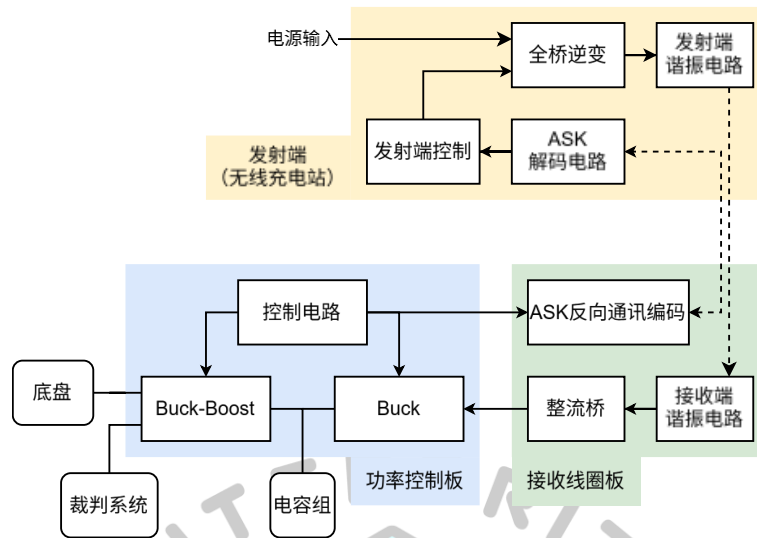 电源输入
全桥逆变
发射端
谐振电路
发射端
（无线充电站）
发射端控制
ASK
解码电路
控制电路
ASK反向通讯编码
底盘
Buck-Boost
Buck
整流桥
接收端
谐振电路
功率控制板
接收线圈板
裁判系统
电容组